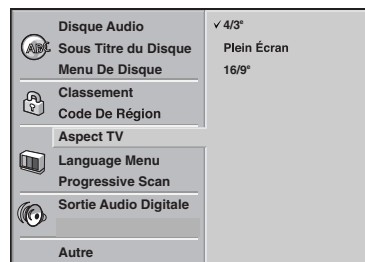 Disque Audio
Sous Titre du Disque
Menu De Disque
Classement
Code De Région
Aspect TV
Language Menu
Progressive Scan
Sortie Audio Digitale
Autre
ABC
✓ 4/3e
Plein Écran
16/9e